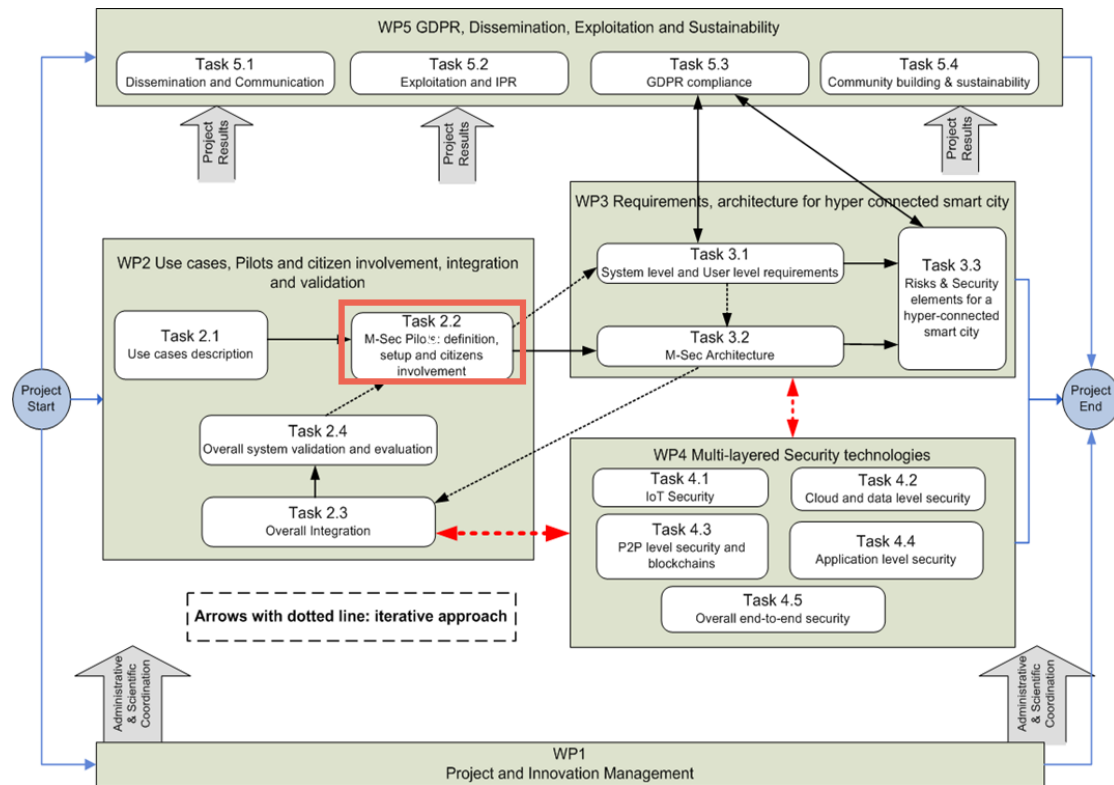 WP5 GDPR, Dissemination, Exploitation and Sustainability
Task 5.1
Dissemination and Communication
Task 5.2
Exploitation and IPR
Task 5.3
GDPR compliance
Task 5.4
Community building & sustainability
Project
Results
Project
Results
Project
Results
WP3 Requirements, architecture for hyper connected smart city
Task 3.1
System level and User level requirements
Task 3.2
M-Sec Architecture
Task 3.3
Risks & Security
elements for a
hyper-connected
smart city
WP2 Use cases, Pilots and citizen involvement, integration
and validation
Task 2.1
Use cases description
Task 2.2
M-Sec Pilots: definition,
setup and citizens
involvement
Task 2.4
Overall system validation and evaluation
Task 2.3
Overall Integration
Project
Start
Project
End
WP4 Multi-layered Security technologies
Task 4.1
IoT Security
Task 4.2
Cloud and data level security
Task 4.3
P2P level security and
blockchains
Task 4.4
Application level security
Task 4.5
Overall end-to-end security
Arrows with dotted line: iterative approach
Administrative
& Scientific
Coordination
Administrative
& Scientific
Coordination
WP1
Project and Innovation Management